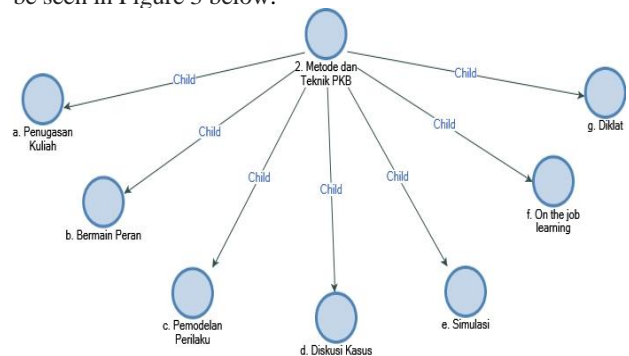 be seen in Figure 3 below.
2. Metode dan
Teknik PKB
Child
Child
Child
Child
Child
Child
Child
a. Penugasan
Kuliah
b. Bermain Peran
c. Pemodelan
Perilaku
d. Diskusi Kasus
e. Simulasi
f. On the job
learning
g. Diklat